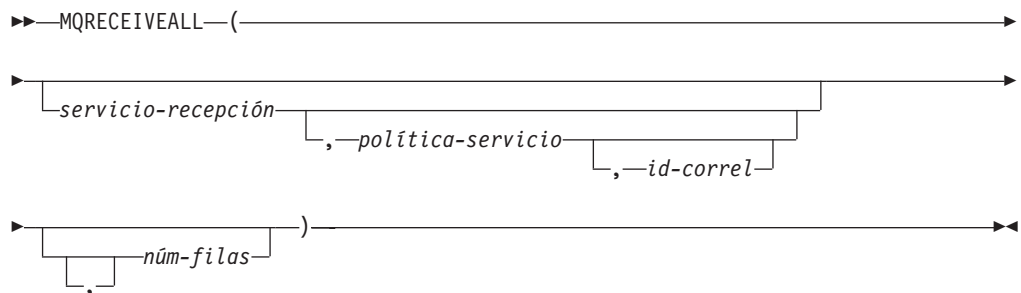 MQRECEIVEALL (
servicio-recepción
, política-servicio
, id-correl
)
núm-filas
,